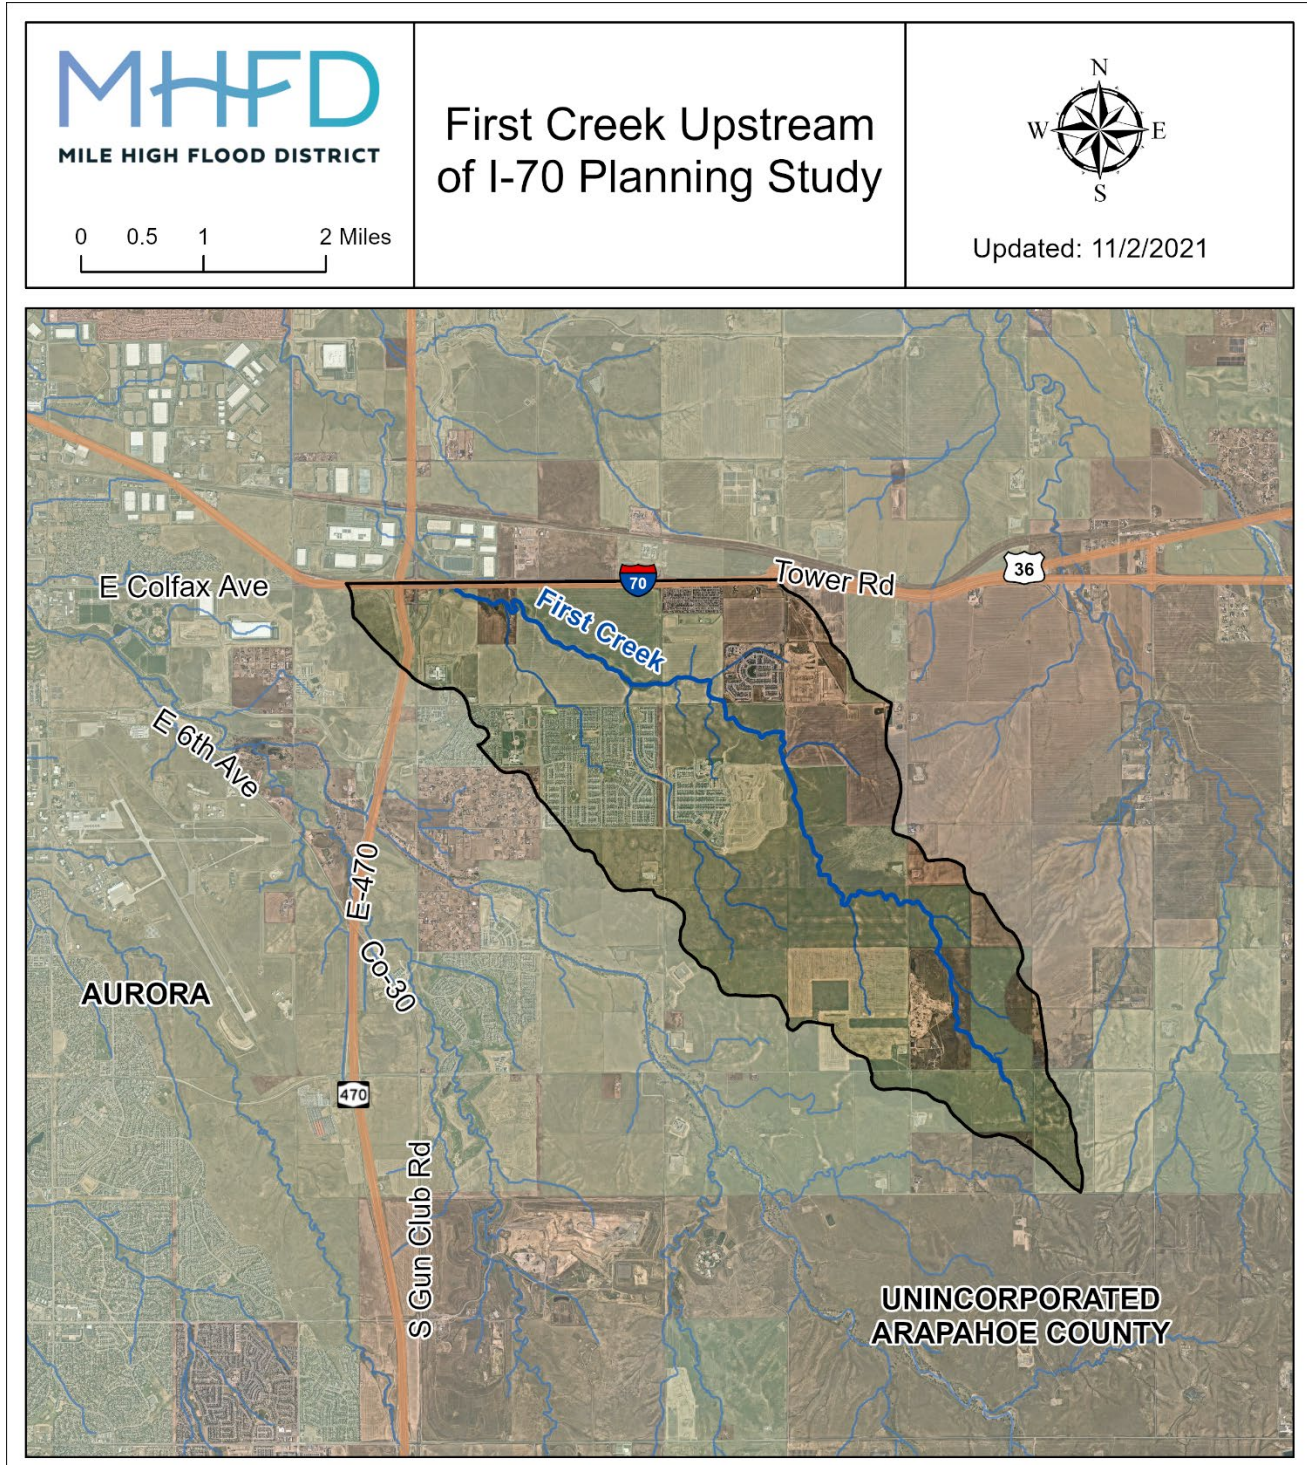 MHFD
MILE HIGH FLOOD DISTRICT
0 0.5 1 2 Miles
First Creek Upstream
of I-70 Planning Study
N
W E
S
Updated: 11/2/2021
36
Tower Rd
70
E Colfax Ave
First Creek
E 6th Ave
E-470
Co-30
AURORA
470
S Gun Club Rd
UNINCORPORATED
ARAPAHOE COUNTY